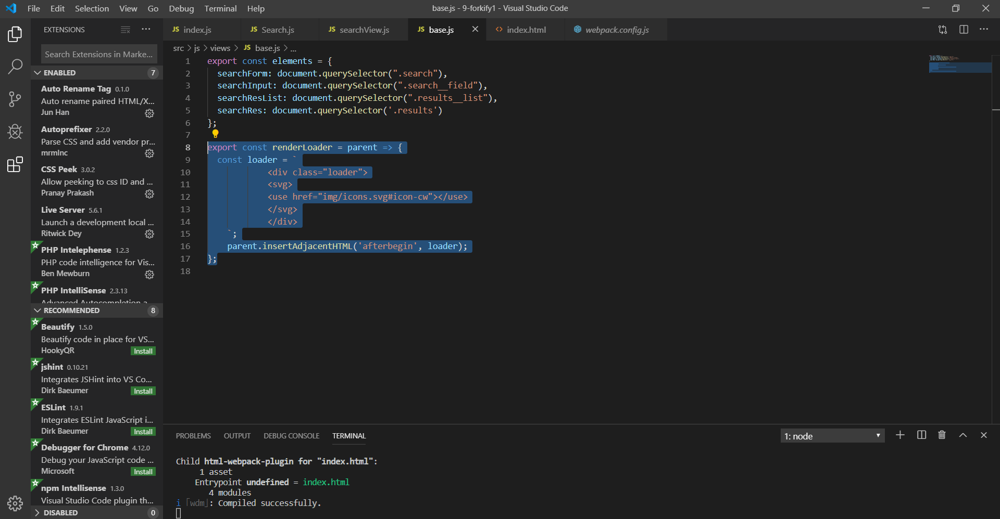 File Edit Selection View Go Debug Terminal Help
base.js - 9-forkify1 - Visual Studio Code
EXTENSIONS
Search Extensions in Marke...
ENABLED 7
Auto Rename Tag 0.1.0
Auto rename paired HTML/X...
Jun Han
Autoprefixer 2.2.0
Parse CSS and add vendor pr...
mrmlnc
CSS Peek 3.0.2
Allow peeking to css ID and ...
Pranay Prakash
Live Server 5.6.1
Launch a development local ...
Ritwick Dey
PHP Intelephense 1.2.3
PHP code intelligence for Vis...
Ben Mewburn
PHP IntelliSense 2.3.13
Advanced Autocompletion a...
RECOMMENDED 8
Beautify 1.5.0
Beautify code in place for VS...
HookyQR Install
jshint 0.10.21
Integrates JSHint into VS Co...
Dirk Baeumer Install
ESLint 1.9.1
Integrates ESLint JavaScript i...
Dirk Baeumer Install
Debugger for Chrome 4.12.0
Debug your JavaScript code ...
Microsoft Install
npm Intellisense 1.3.0
Visual Studio Code plugin th...
DISABLED 0
JS index.js JS Search.js JS searchView.js JS base.js <> index.html webpack.config.js
src > js > views > JS base.js > ...
1 export const elements = {
2 searchForm: document.querySelector(".search"),
3 searchInput: document.querySelector(".search__field"),
4 searchResList: document.querySelector(".results__list"),
5 searchRes: document.querySelector('.results')
6 };
7
8 export const renderLoader = parent => {
9 const loader = `
10 <div class="loader">
11 <svg>
12 <use href="img/icons.svg#icon-cw"></use>
13 </svg>
14 </div>
15 `;
16 parent.insertAdjacentHTML('afterbegin', loader);
17 };
18
PROBLEMS OUTPUT DEBUG CONSOLE TERMINAL
1: node
Child html-webpack-plugin for "index.html":
1 asset
Entrypoint undefined = index.html
4 modules
i ｢wdm｣: Compiled successfully.